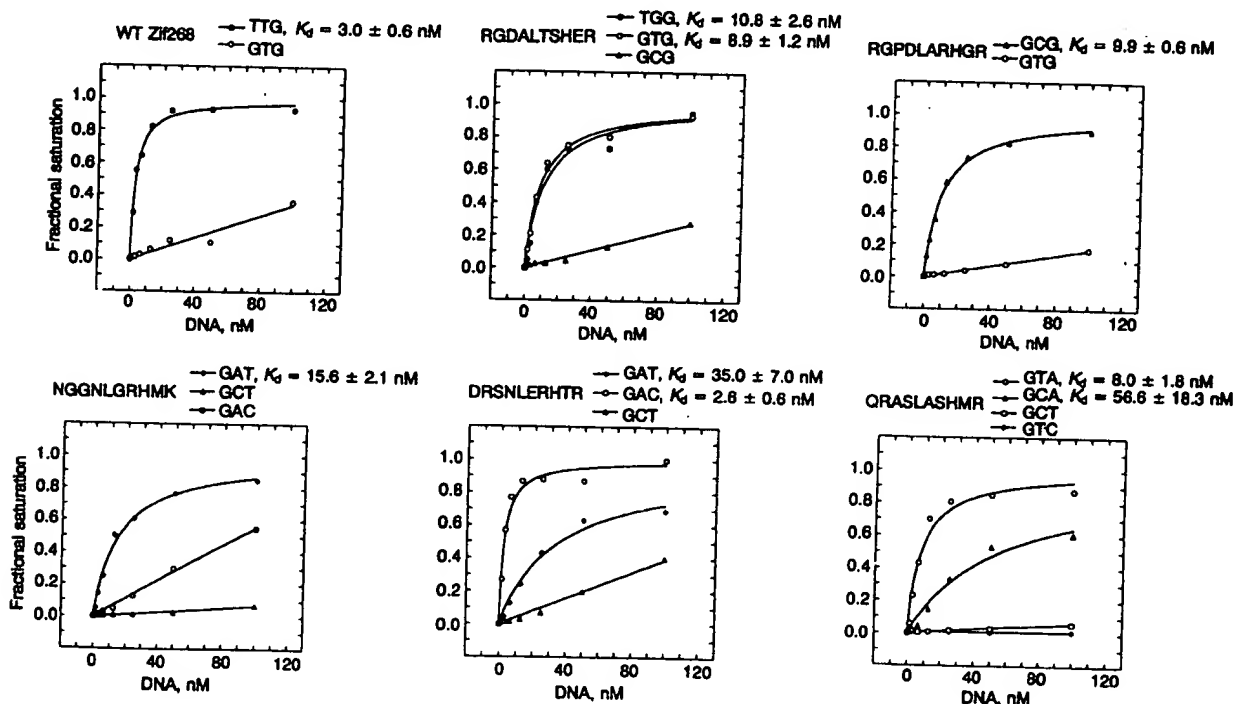 WT Zif268
TTG, Kd = 3.0 ± 0.6 nM
GTG
Fractional saturation
1.0
0.8
0.6
0.4
0.2
0.0
0 40 80 120
DNA, nM
RGDALTSHER
TGG, Kd = 10.8 ± 2.6 nM
GTG, Kd = 8.9 ± 1.2 nM
GCG
1.0
0.8
0.6
0.4
0.2
0.0
0 40 80 120
DNA, nM
RGPDLARHGR
GCG, Kd = 9.9 ± 0.6 nM
GTG
1.0
0.8
0.6
0.4
0.2
0.0
0 40 80 120
DNA, nM
NGGNLGRHMK
GAT, Kd = 15.6 ± 2.1 nM
GCT
GAC
Fractional saturation
1.0
0.8
0.6
0.4
0.2
0.0
0 40 80 120
DNA, nM
DRSNLERHTR
GAT, Kd = 35.0 ± 7.0 nM
GAC, Kd = 2.6 ± 0.6 nM
GCT
1.0
0.8
0.6
0.4
0.2
0.0
0 40 80 120
DNA, nM
QRASLASHMR
GTA, Kd = 8.0 ± 1.8 nM
GCA, Kd = 56.6 ± 18.3 nM
GCT
GTC
1.0
0.8
0.6
0.4
0.2
0.0
0 40 80 120
DNA, nM